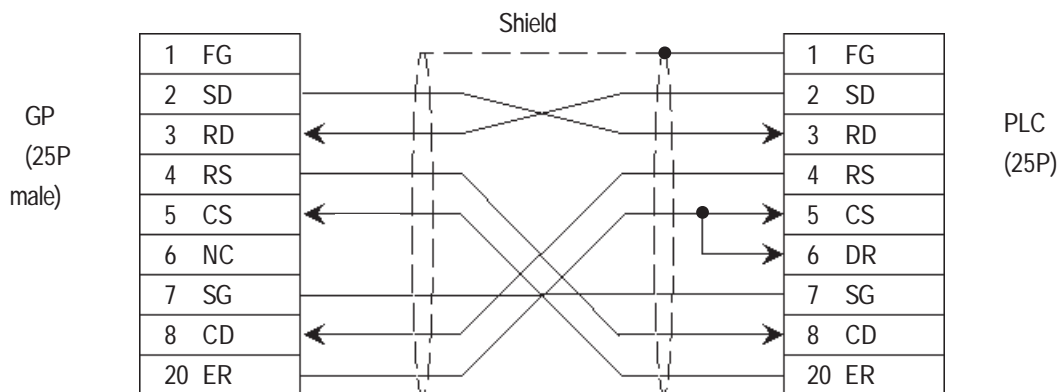 Shield
GP
(25P
male)
1 FG
2 SD
3 RD
4 RS
5 CS
6 NC
7 SG
8 CD
20 ER
1 FG
2 SD
3 RD
4 RS
5 CS
6 DR
7 SG
8 CD
20 ER
PLC
(25P)